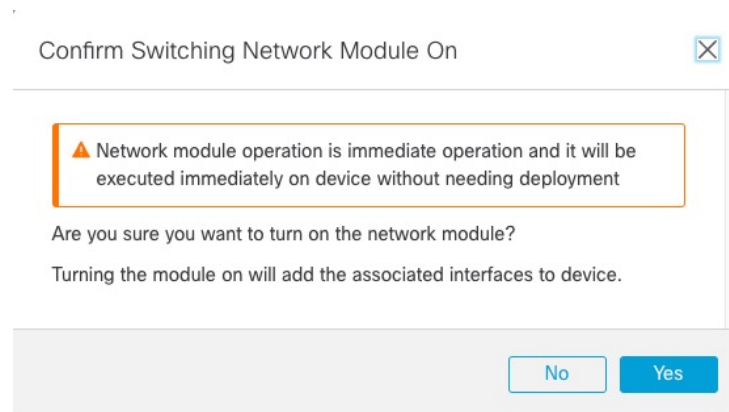 Confirm Switching Network Module On
Network module operation is immediate operation and it will be
executed immediately on device without needing deployment
Are you sure you want to turn on the network module?
Turning the module on will add the associated interfaces to device.
No
Yes